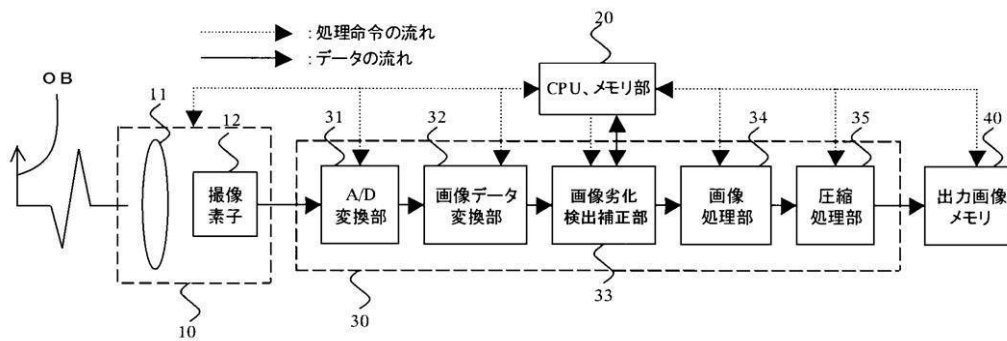 20
: 処理命令の流れ
: データの流れ
OB
CPU、メモリ部
11
12
31
32
34
35
40
撮像
素子
A/D
変換部
画像データ
変換部
画像劣化
検出補正部
画像
処理部
圧縮
処理部
出力画像
メモリ
10
30
33